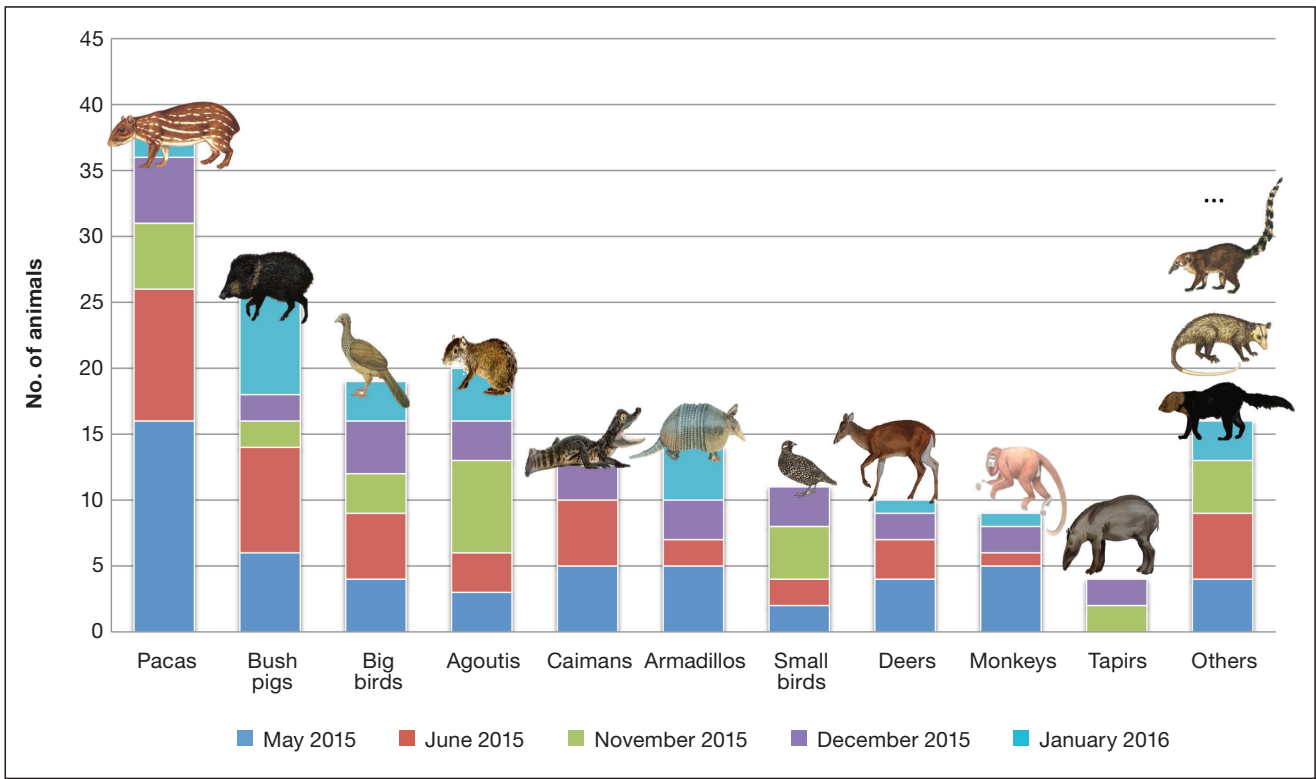 No. of animals
45
40
35
30
25
20
15
10
5
0
...
Pacas
Bush
pigs
Big
birds
Agoutis
Caimans
Armadillos
Small
birds
Deers
Monkeys
Tapirs
Others
May 2015
June 2015
November 2015
December 2015
January 2016